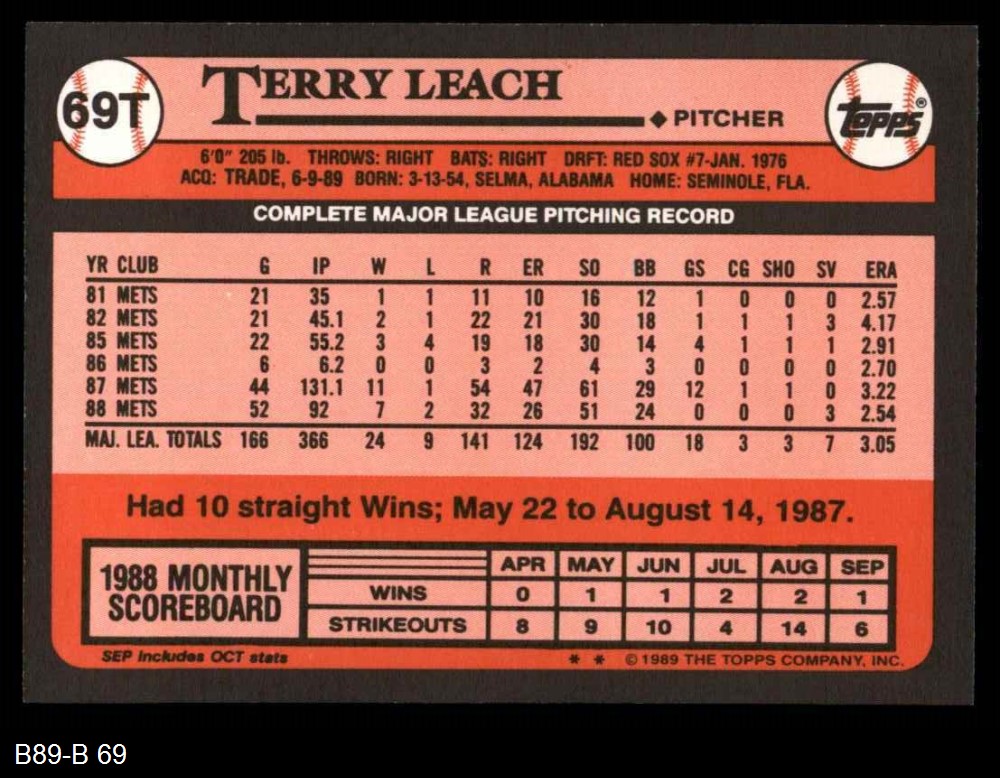 69T
TERRY LEACH
PITCHER
Topps®
6'0" 205 lb. THROWS: RIGHT BATS: RIGHT DRFT: RED SOX #7-JAN. 1976
ACQ: TRADE, 6-9-89 BORN: 3-13-54, SELMA, ALABAMA HOME: SEMINOLE, FLA.
COMPLETE MAJOR LEAGUE PITCHING RECORD
YR CLUB G IP W L R ER SO BB GS CG SHO SV ERA
81 METS 21 35 1 1 11 10 16 12 1 0 0 0 2.57
82 METS 21 45.1 2 1 22 21 30 18 1 1 1 3 4.17
85 METS 22 55.2 3 4 19 18 30 14 4 1 1 1 2.91
86 METS 6 6.2 0 0 3 2 4 3 0 0 0 0 2.70
87 METS 44 131.1 11 1 54 47 61 29 12 1 1 0 3.22
88 METS 52 92 7 2 32 26 51 24 0 0 0 3 2.54
MAJ. LEA. TOTALS 166 366 24 9 141 124 192 100 18 3 3 7 3.05
Had 10 straight Wins; May 22 to August 14, 1987.
1988 MONTHLY
SCOREBOARD
APR MAY JUN JUL AUG SEP
WINS 0 1 1 2 2 1
STRIKEOUTS 8 9 10 4 14 6
SEP Includes OCT stats
* * © 1989 THE TOPPS COMPANY, INC.
B89-B 69